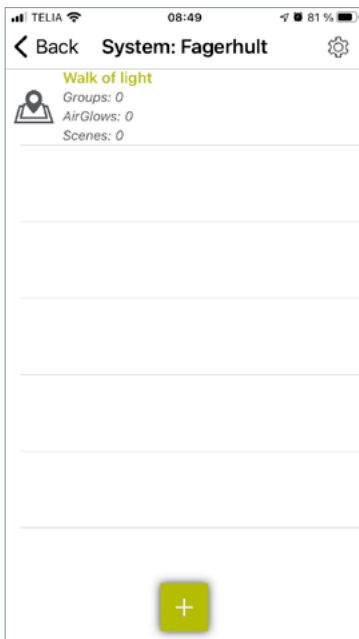 TELIA 08:49 81 %
Back System: Fagerhult
Walk of light
Groups: 0
AirGlows: 0
Scenes: 0
+